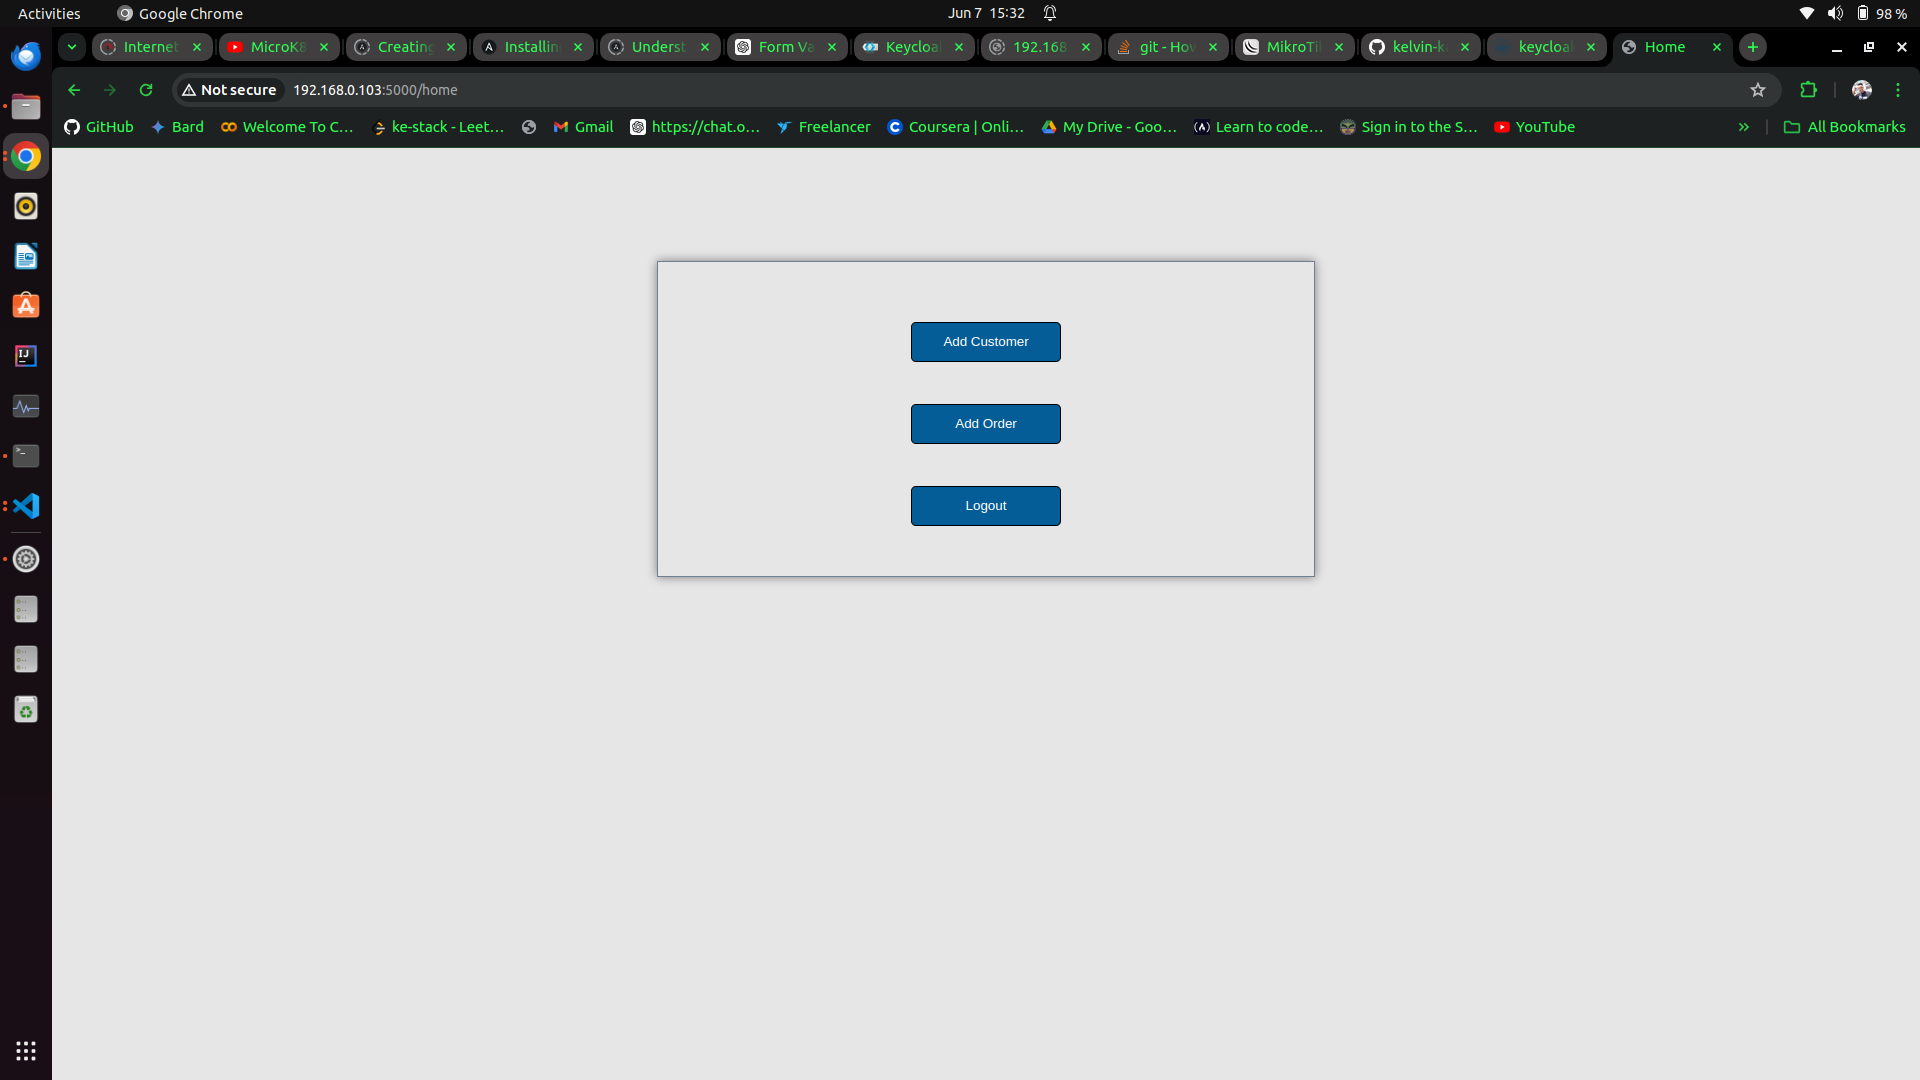 Activities Google Chrome Jun 7 15:32 98 %
Internet MicroK8 Creating Installin Underst Form Va Keycloa 192.168 git - Hov MikroTi kelvin-k keycloa Home
Not secure 192.168.0.103:5000/home
GitHub Bard Welcome To C... ke-stack - Leet... Gmail https://chat.o... Freelancer Coursera | Onli... My Drive - Goo... Learn to code... Sign in to the S... YouTube » All Bookmarks
Add Customer
Add Order
Logout